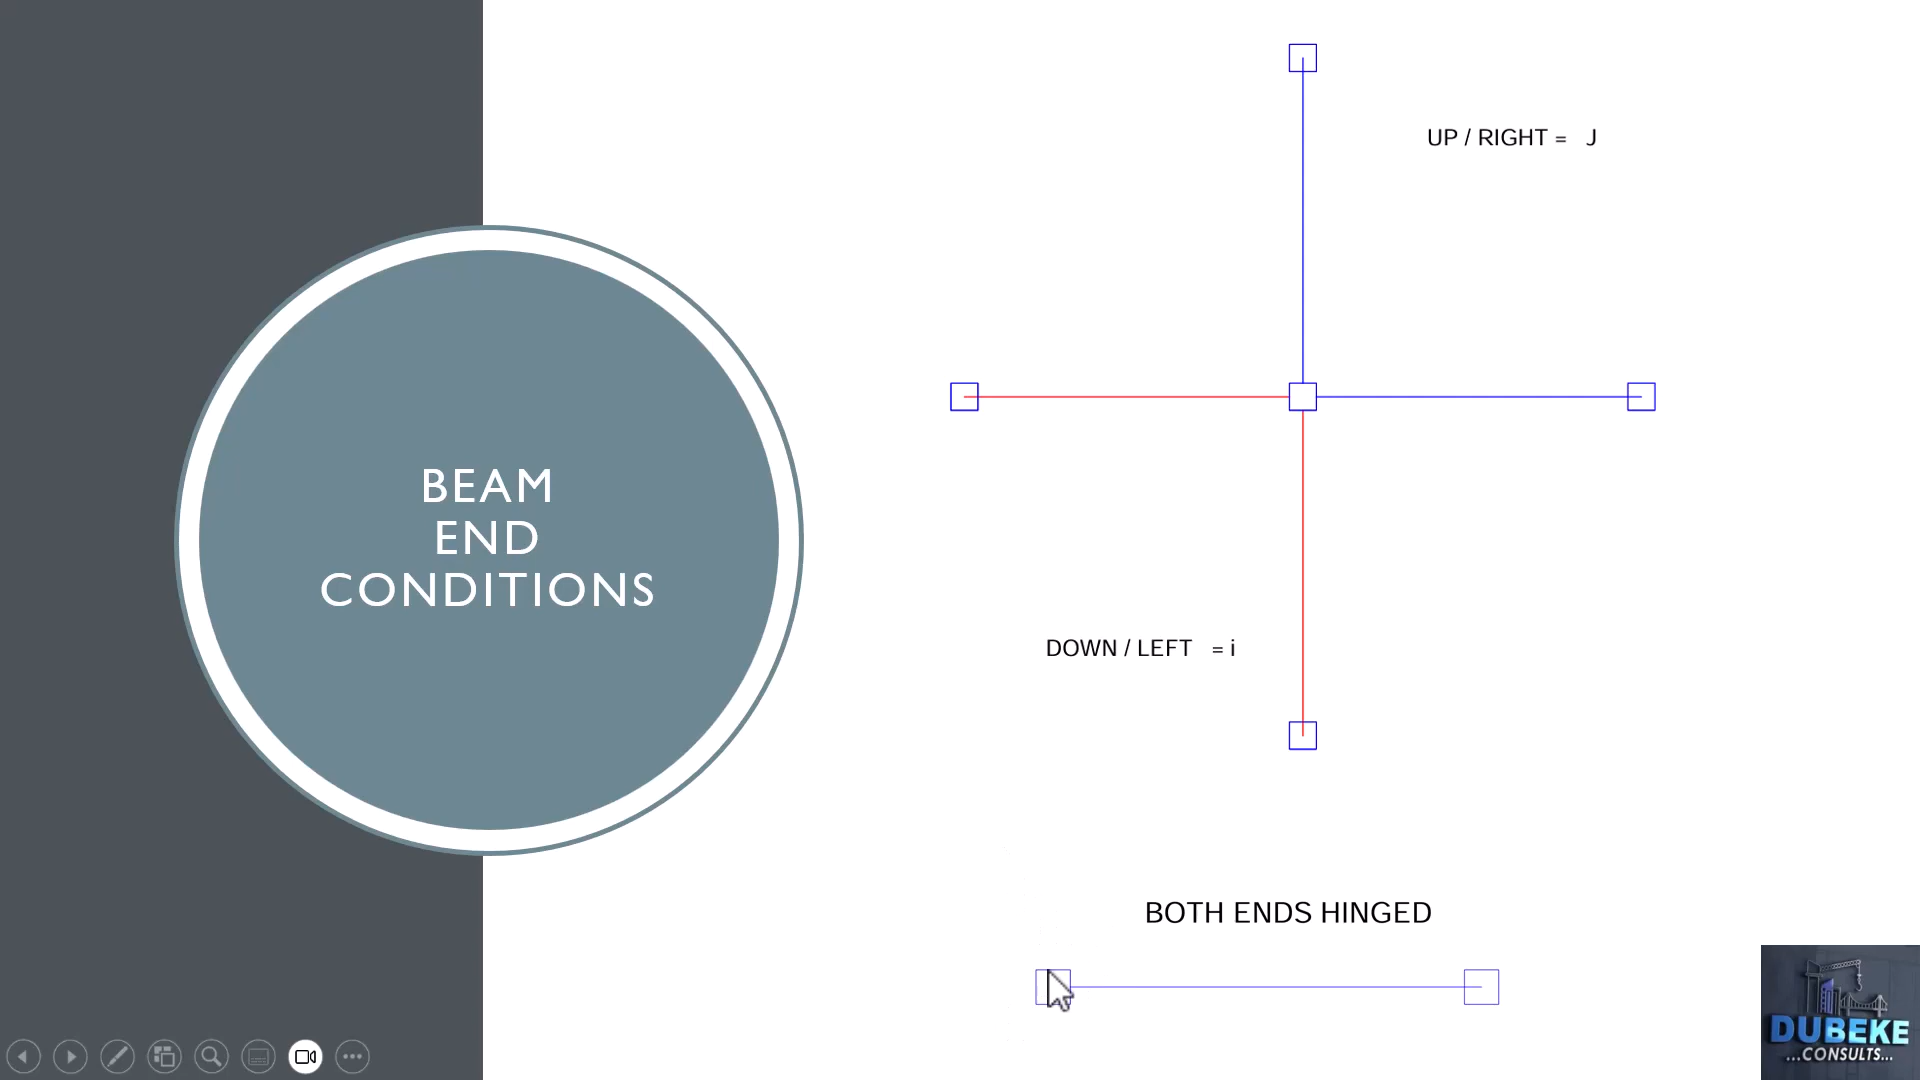 BEAM
END
CONDITIONS
UP / RIGHT = J
DOWN / LEFT = i
BOTH ENDS HINGED
DUBEKE
...CONSULTS...